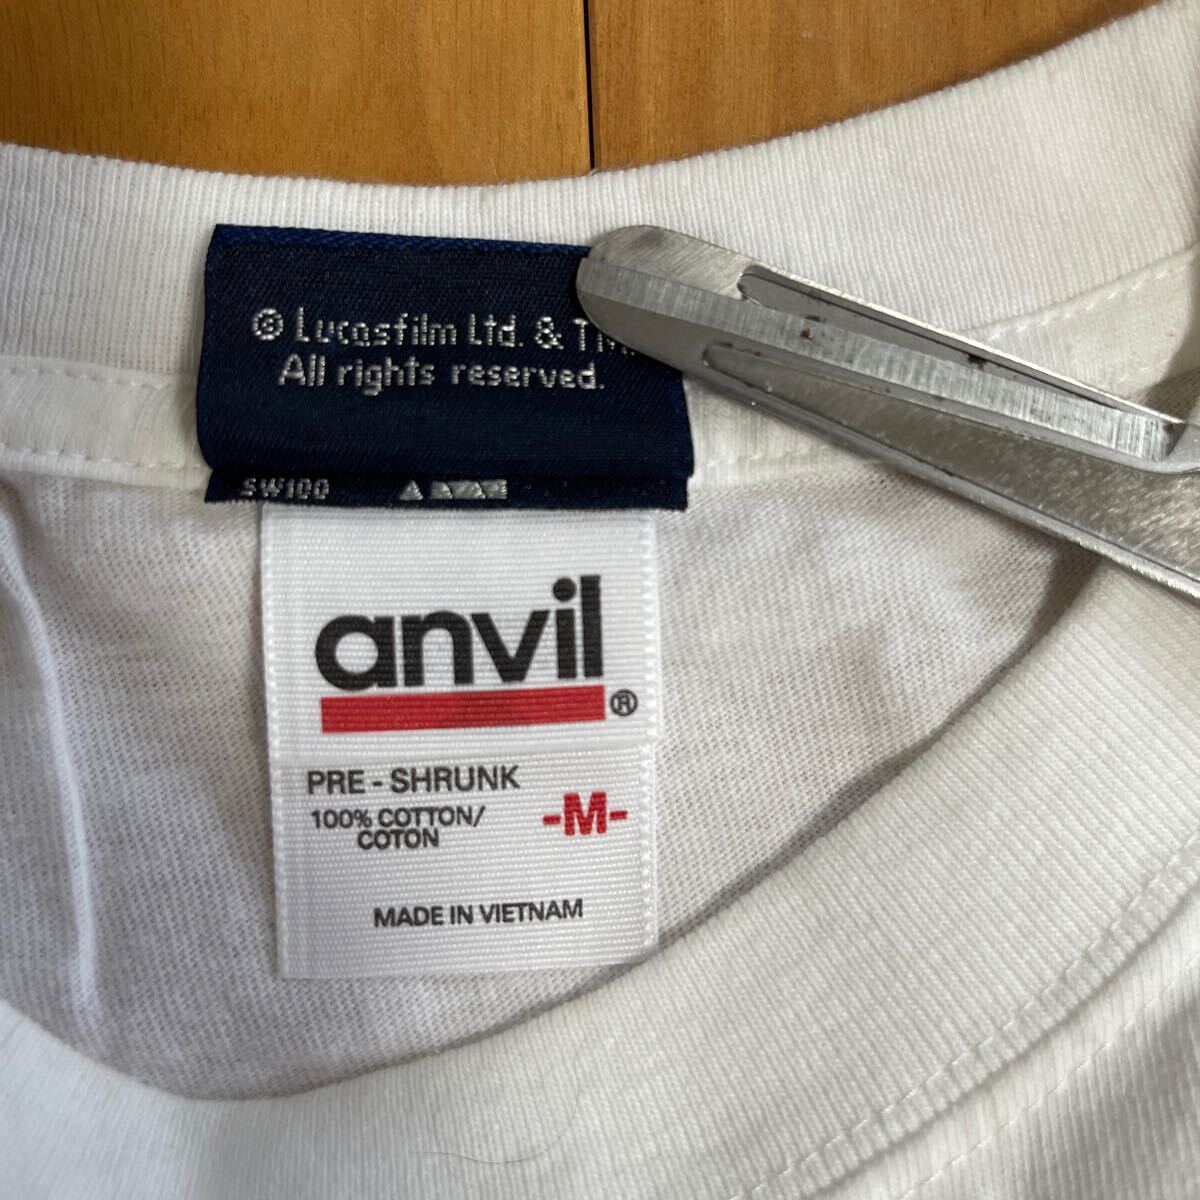 © Lucasfilm Ltd. & TM.
All rights reserved.
SW100
anvil®
PRE - SHRUNK
100% COTTON/
COTON
-M-
MADE IN VIETNAM